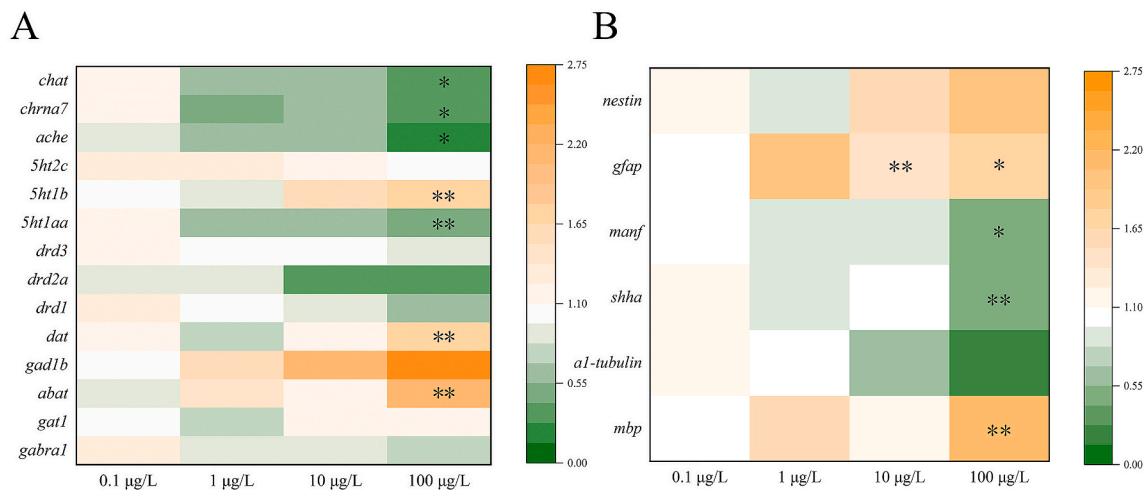 A
chat *
chrna7 *
ache *
5ht2c
5ht1b **
5ht1aa **
drd3
drd2a
drd1
dat **
gad1b
abat **
gat1
gabra1
0.1 μg/L 1 μg/L 10 μg/L 100 μg/L
2.75
2.20
1.65
1.10
0.55
0.00
B
nestin
gfap ** *
manf *
shha **
a1-tubulin
mbp **
0.1 μg/L 1 μg/L 10 μg/L 100 μg/L
2.75
2.20
1.65
1.10
0.55
0.00